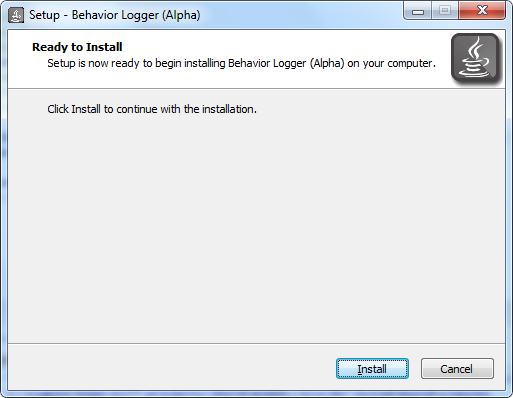 Setup - Behavior Logger (Alpha)
Ready to Install
Setup is now ready to begin installing Behavior Logger (Alpha) on your computer.
Click Install to continue with the installation.
Install Cancel